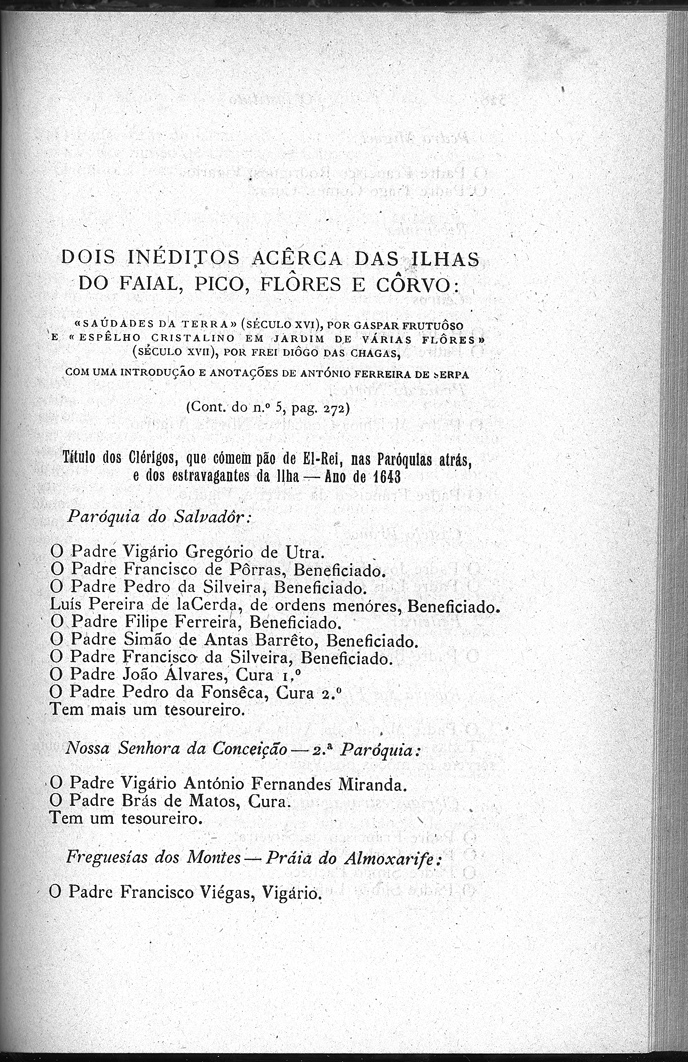 DOIS INÉDITOS ACÊRCA DAS ILHAS
DO FAIAL, PICO, FLÔRES E CÔRVO:
«SAÚDADES DA TERRA» (SÉCULO XVI), POR GASPAR FRUTUÔSO
E «ESPÊLHO CRISTALINO EM JARDIM DE VÁRIAS FLÔRES»
(SÉCULO XVII), POR FREI DIÔGO DAS CHAGAS,
COM UMA INTRODUÇÃO E ANOTAÇÕES DE ANTÓNIO FERREIRA DE SERPA
(Cont. do n.º 5, pag. 272)
Título dos Clérigos, que cómem pão de El-Rei, nas Paróquias atrás,
e dos estravagantes da Ilha — Ano de 1643
Paróquia do Salvadôr:
O Padre Vigário Gregório de Utra.
O Padre Francisco de Pôrras, Beneficiado.
O Padre Pedro da Silveira, Beneficiado.
Luís Pereira de laCerda, de ordens menóres, Beneficiado.
O Padre Filipe Ferreira, Beneficiado.
O Padre Simão de Antas Barrêto, Beneficiado.
O Padre Francisco da Silveira, Beneficiado.
O Padre João Álvares, Cura 1.º
O Padre Pedro da Fonsêca, Cura 2.º
Tem mais um tesoureiro.
Nossa Senhora da Conceição — 2.ª Paróquia:
O Padre Vigário António Fernandes Miranda.
O Padre Brás de Matos, Cura.
Tem um tesoureiro.
Freguesías dos Montes — Práia do Almoxarife:
O Padre Francisco Viégas, Vigário.